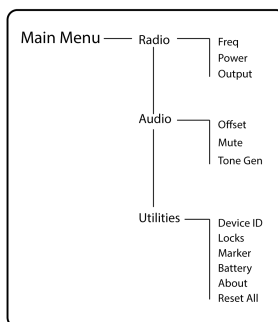 Main Menu Radio Freq
Power
Output
Audio Offset
Mute
Tone Gen
Utilities Device ID
Locks
Marker
Battery
About
Reset All